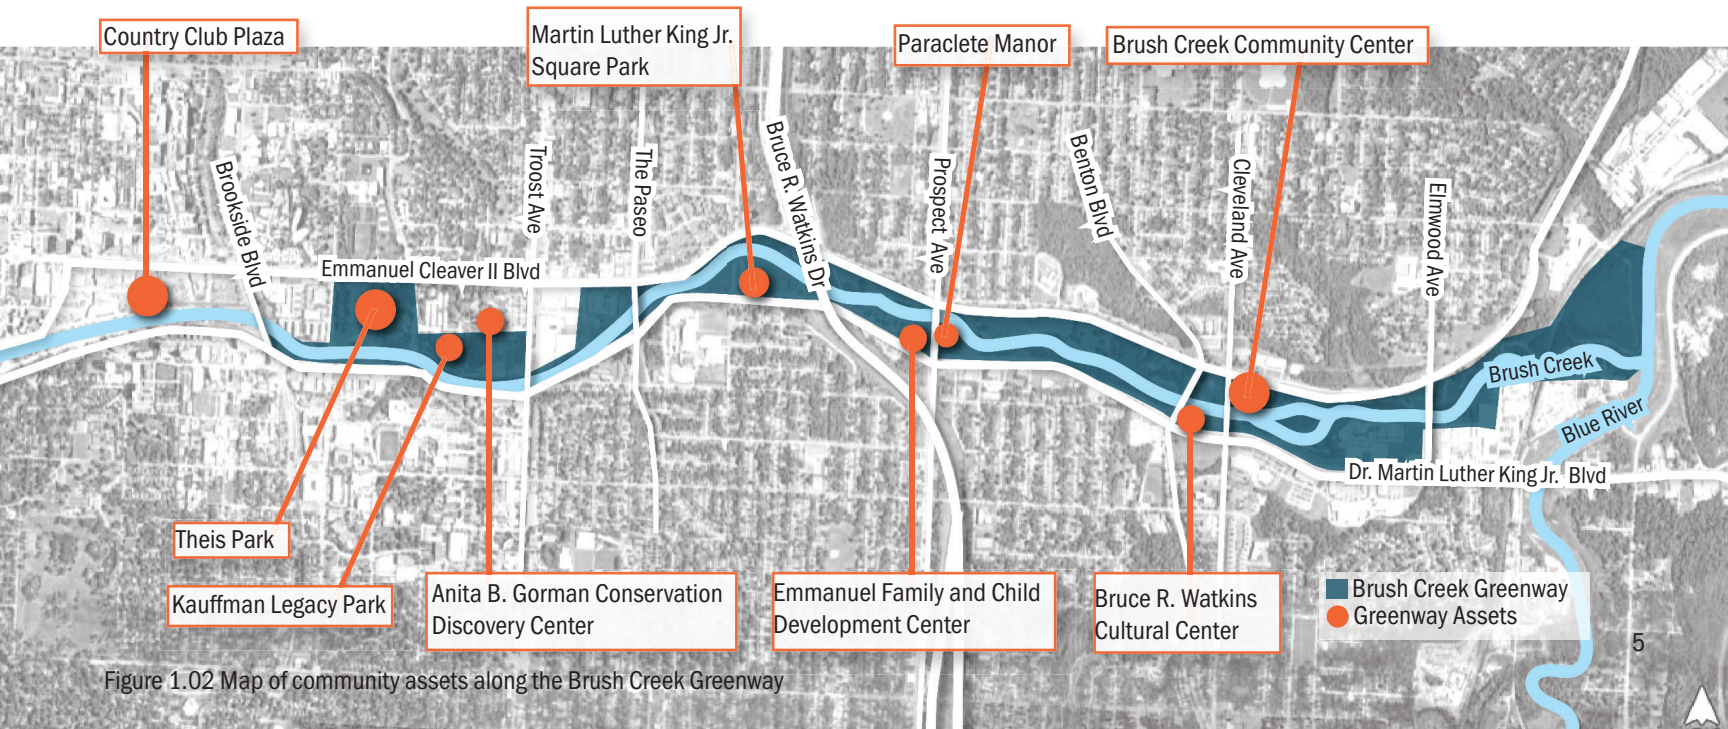 Country Club Plaza
Martin Luther King Jr.
Square Park
Paraclete Manor
Brush Creek Community Center
Brookside Blvd
Emmanuel Cleaver II Blvd
Troost Ave
The Paseo
Bruce R. Watkins Dr
Prospect Ave
Benton Blvd
Cleveland Ave
Elmwood Ave
Brush Creek
Blue River
Dr. Martin Luther King Jr. Blvd
Theis Park
Kauffman Legacy Park
Anita B. Gorman Conservation
Discovery Center
Emmanuel Family and Child
Development Center
Bruce R. Watkins
Cultural Center
Brush Creek Greenway
Greenway Assets
5
Figure 1.02 Map of community assets along the Brush Creek Greenway